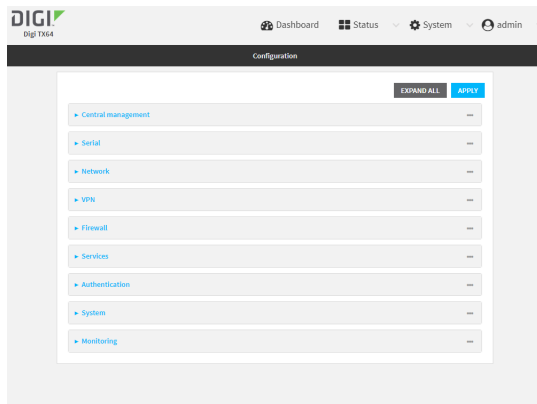 DIGI
Digi TX64
Dashboard Status System admin
Configuration
EXPAND ALL APPLY
Central management
Serial
Network
VPN
Firewall
Services
Authentication
System
Monitoring